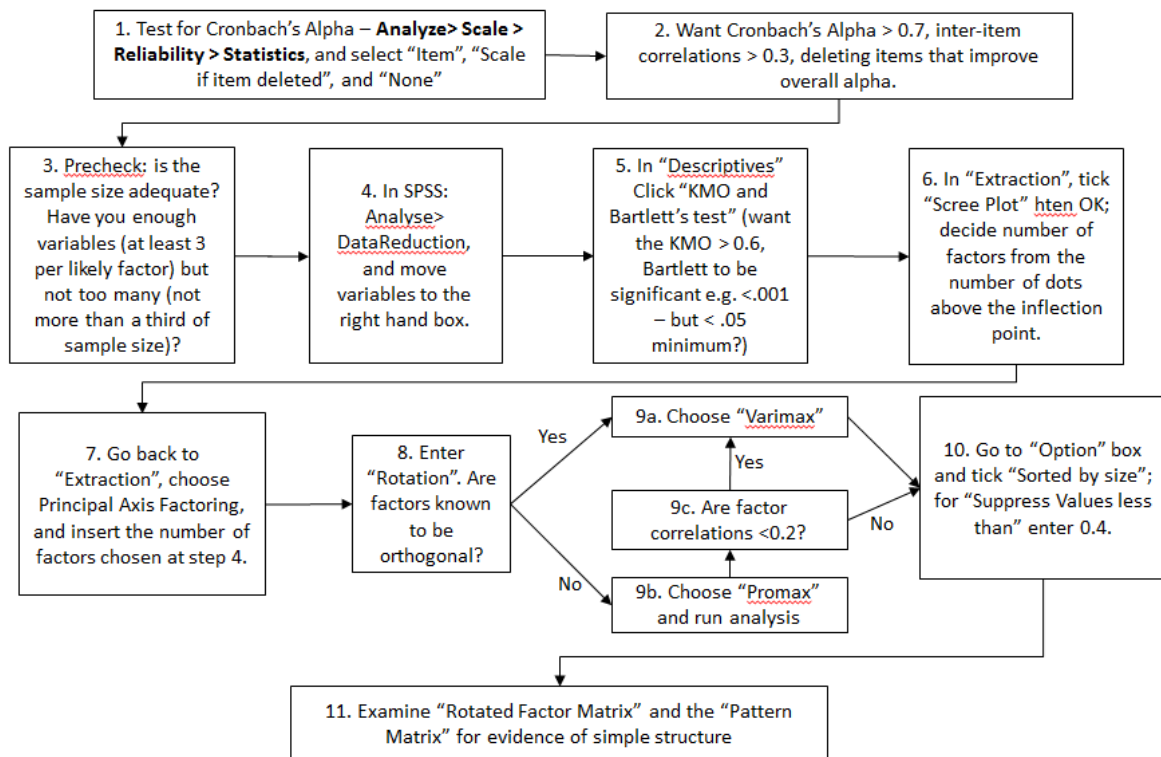 1. Test for Cronbach's Alpha – Analyze> Scale >
Reliability > Statistics, and select "Item", "Scale
if item deleted", and "None"
2. Want Cronbach's Alpha > 0.7, inter-item
correlations > 0.3, deleting items that improve
overall alpha.
3. Precheck: is the
sample size adequate?
Have you enough
variables (at least 3
per likely factor) but
not too many (not
more than a third of
sample size)?
4. In SPSS:
Analyse>
DataReduction,
and move
variables to the
right hand box.
5. In "Descriptives"
Click "KMO and
Bartlett's test" (want
the KMO > 0.6,
Bartlett to be
significant e.g. <.001
– but < .05
minimum?)
6. In "Extraction", tick
"Scree Plot" hten OK;
decide number of
factors from the
number of dots
above the inflection
point.
7. Go back to
"Extraction", choose
Principal Axis Factoring,
and insert the number of
factors chosen at step 4.
8. Enter
"Rotation". Are
factors known
to be
orthogonal?
Yes
No
9a. Choose "Varimax"
Yes
9c. Are factor
correlations <0.2?
No
9b. Choose "Promax"
and run analysis
10. Go to "Option" box
and tick "Sorted by size";
for "Suppress Values less
than" enter 0.4.
11. Examine "Rotated Factor Matrix" and the "Pattern
Matrix" for evidence of simple structure